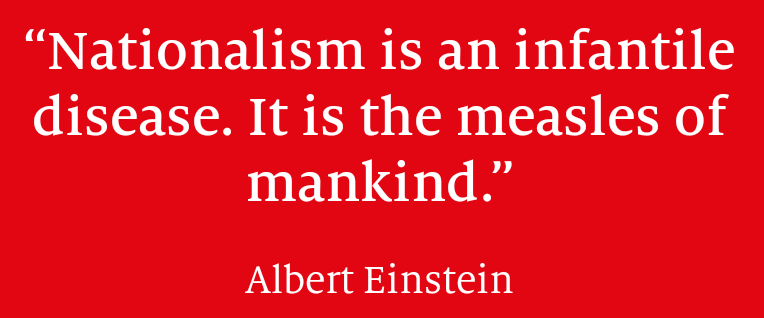 “Nationalism is an infantile
disease. It is the measles of
mankind.”
Albert Einstein